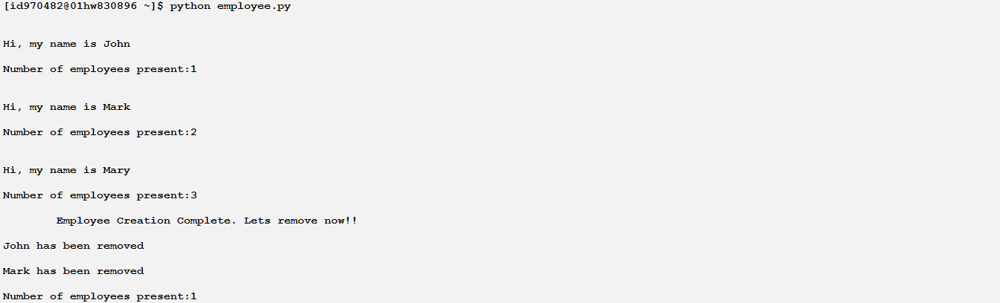 [id970482@01hw830896 ~]$ python employee.py
Hi, my name is John
Number of employees present:1
Hi, my name is Mark
Number of employees present:2
Hi, my name is Mary
Number of employees present:3
Employee Creation Complete. Lets remove now!!
John has been removed
Mark has been removed
Number of employees present:1